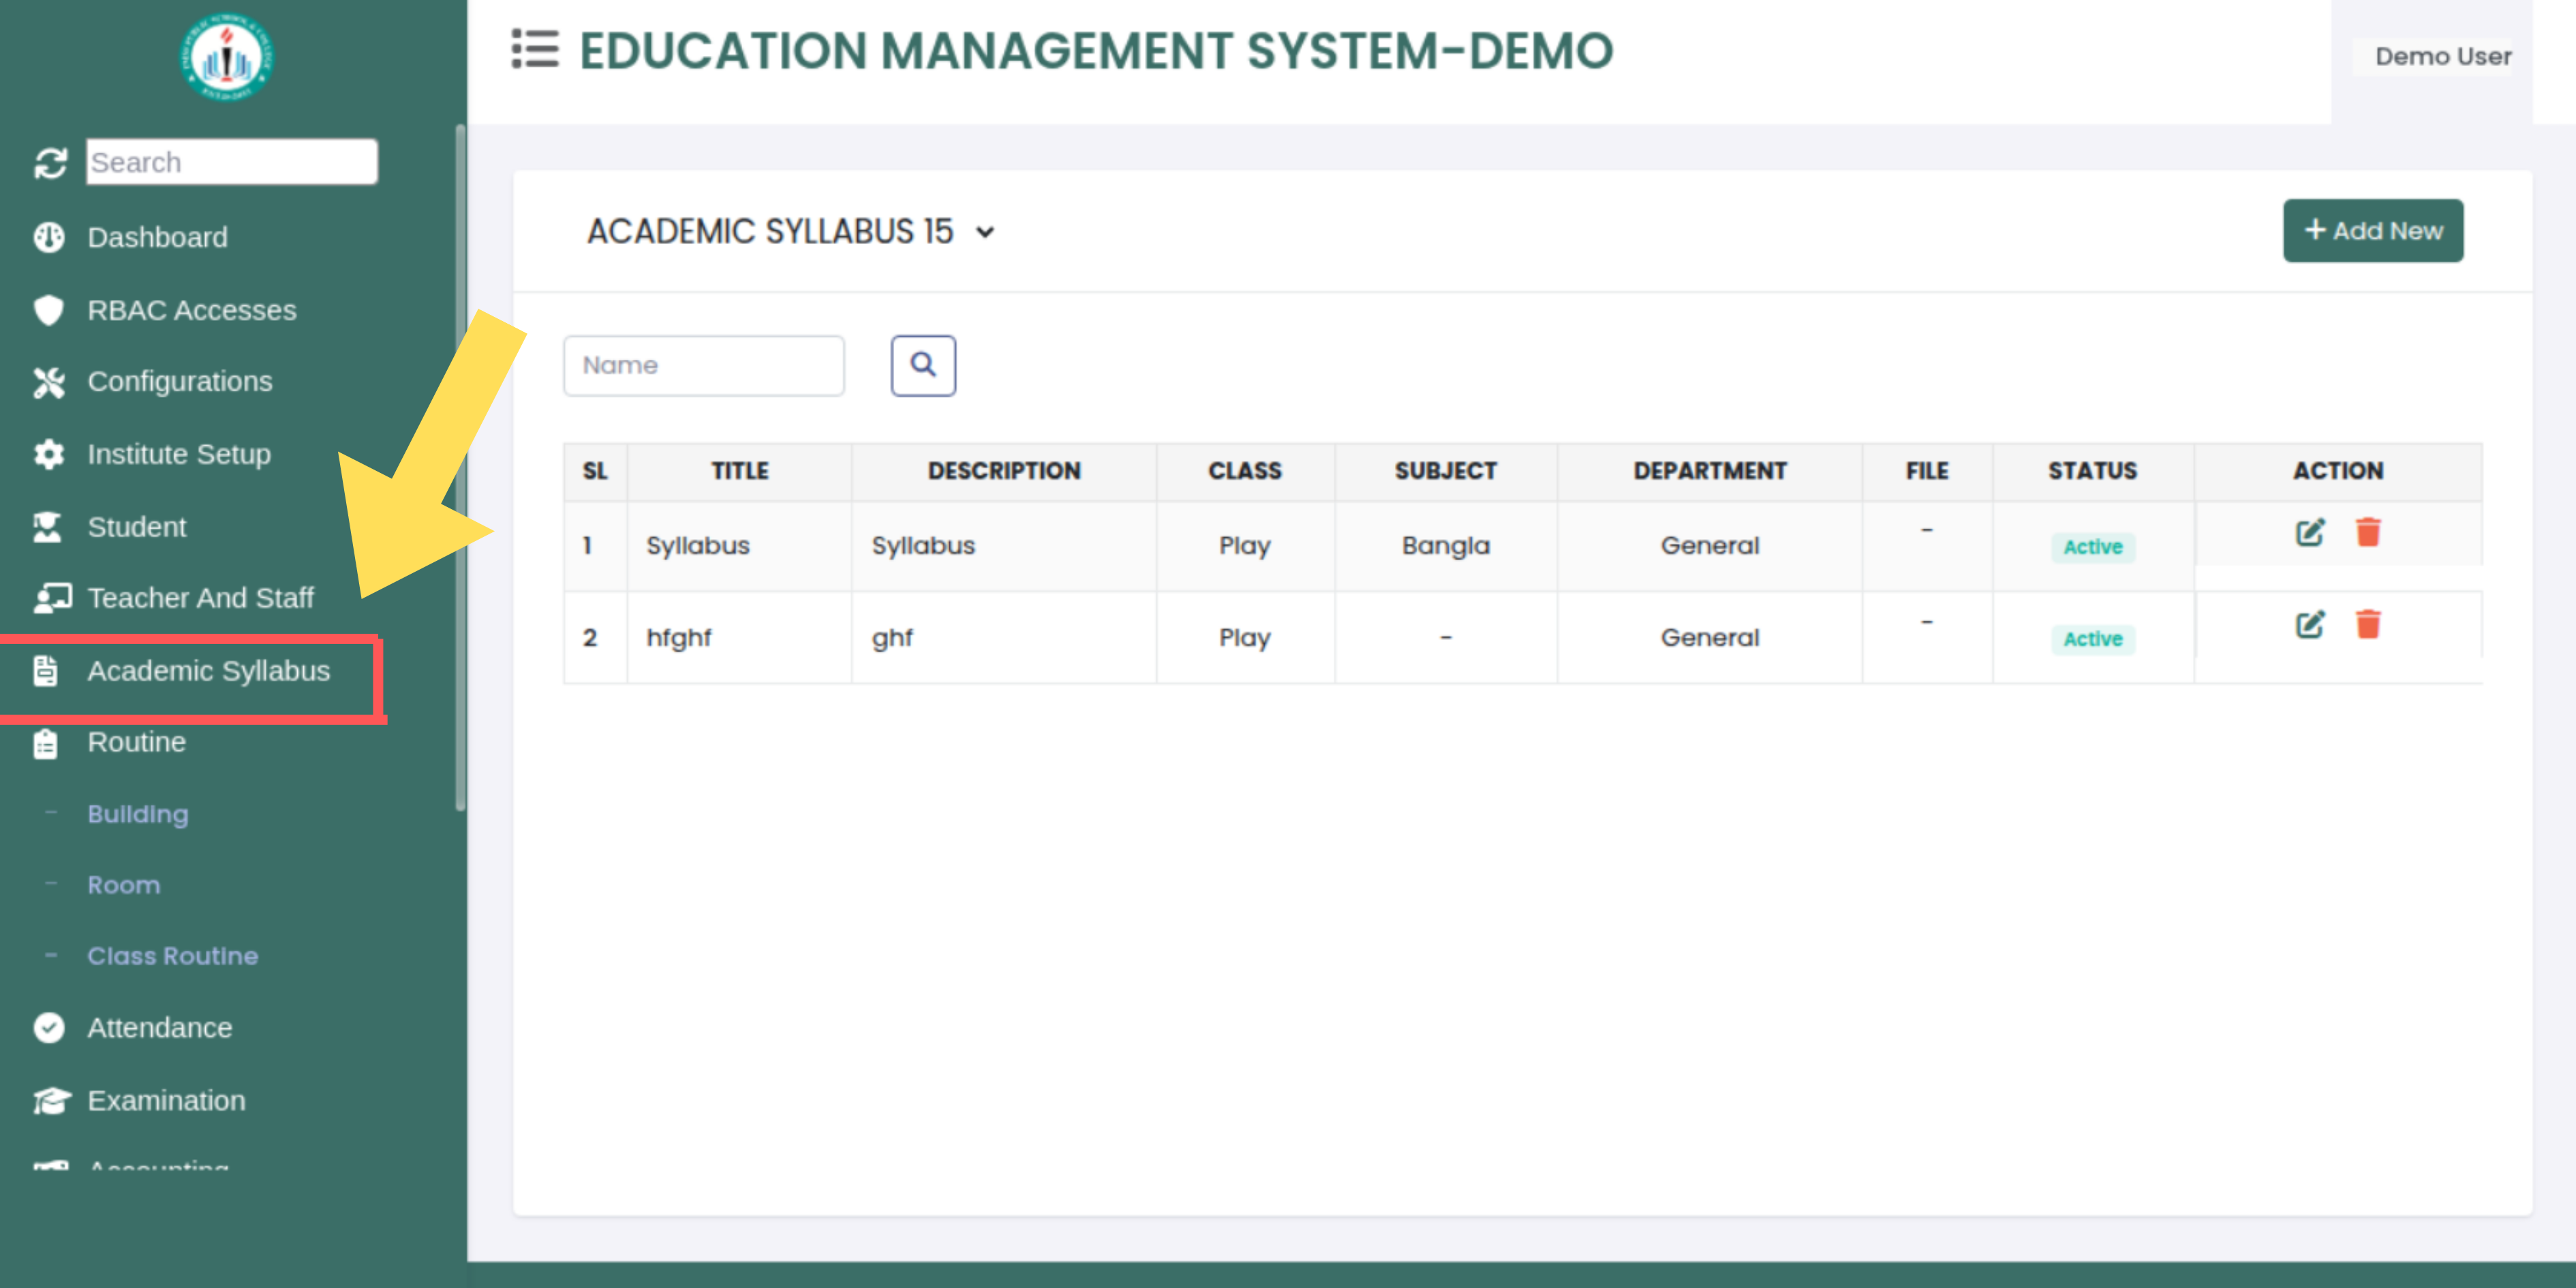 EDUCATION MANAGEMENT SYSTEM-DEMO
Demo User
Search
Dashboard
RBAC Accesses
Configurations
Institute Setup
Student
Teacher And Staff
Academic Syllabus
Routine
- Building
- Room
- Class Routine
Attendance
Examination
Accounting
ACADEMIC SYLLABUS 15
+ Add New
Name
SL TITLE DESCRIPTION CLASS SUBJECT DEPARTMENT FILE STATUS ACTION
1 Syllabus Syllabus Play Bangla General - Active
2 hfghf ghf Play - General - Active